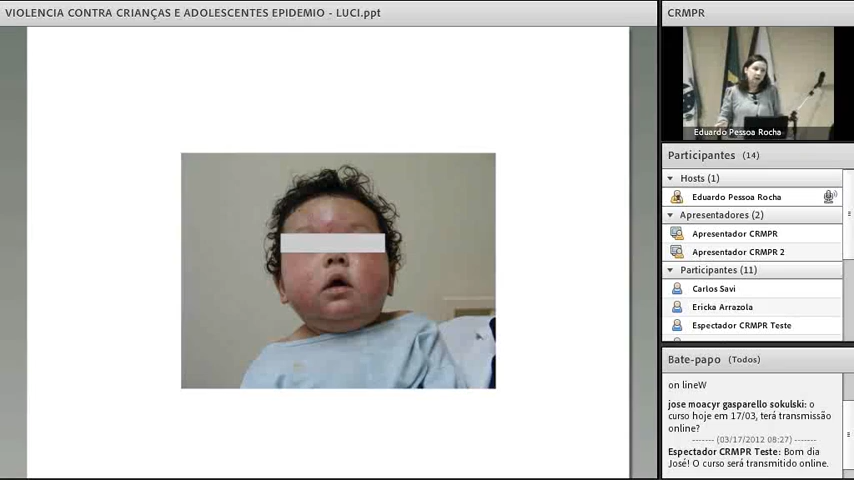 VIOLENCIA CONTRA CRIANÇAS E ADOLESCENTES EPIDEMIO - LUCI.ppt
CRMPR
Eduardo Pessoa Rocha
Participantes (14)
Hosts (1)
Eduardo Pessoa Rocha
Apresentadores (2)
Apresentador CRMPR
Apresentador CRMPR 2
Participantes (11)
Carlos Savi
Ericka Arrazola
Espectador CRMPR Teste
Bate-papo (Todos)
on lineW
jose moacyr gasparello sokulski: o
curso hoje em 17/03, terá transmissão
online?
------- (03/17/2012 08:27) -------
Espectador CRMPR Teste: Bom dia
José! O curso será transmitido online.